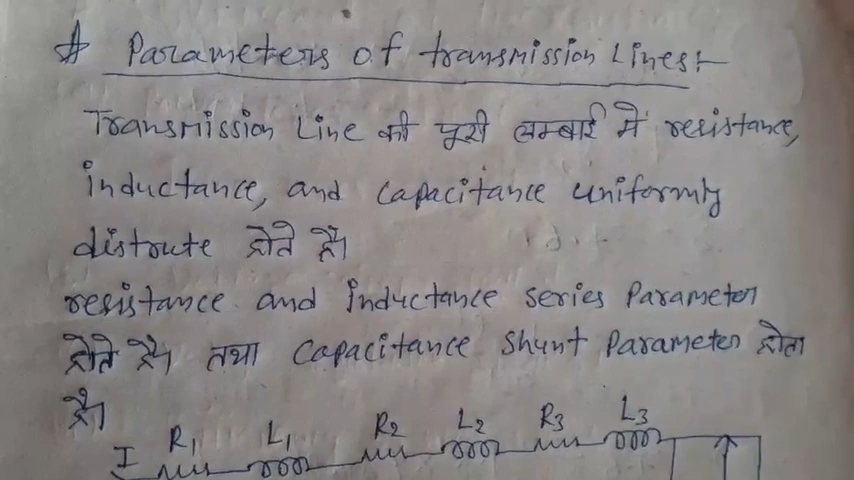 # Parameters of transmission Lines:-
Transmission Line की पूरी लम्बाई में resistance,
inductance, and capacitance uniformly
distroute होते है।
resistance and inductance series Parameter
होते है। तथा Capacitance Shunt Parameter होता
है।
I R1 L1 R2 L2 R3 L3